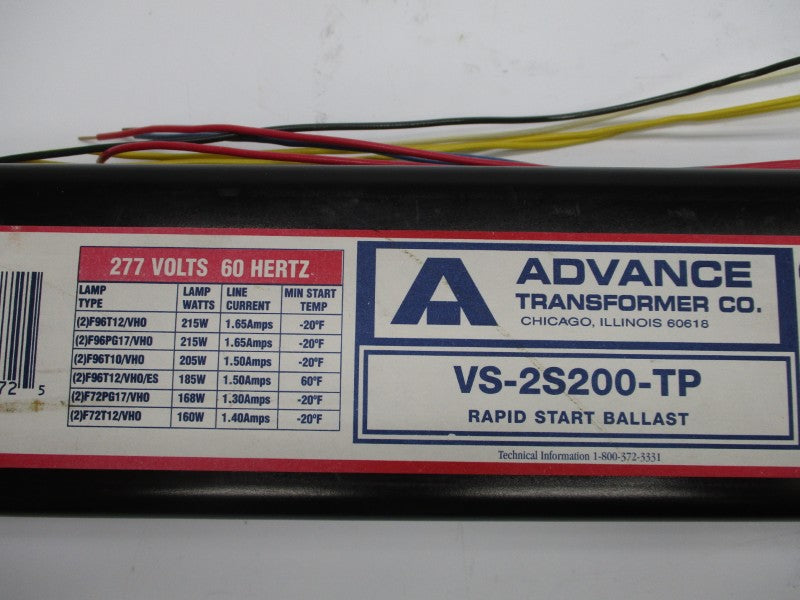 277 VOLTS 60 HERTZ
LAMP TYPE LAMP WATTS LINE CURRENT MIN START TEMP
(2)F96T12/VHO 215W 1.65Amps -20°F
(2)F96PG17/VHO 215W 1.65Amps -20°F
(2)F96T10/VHO 205W 1.50Amps -20°F
(2)F96T12/VHO/ES 185W 1.50Amps 60°F
(2)F72PG17/VHO 168W 1.30Amps -20°F
(2)F72T12/VHO 160W 1.40Amps -20°F
72 5
A
ADVANCE
TRANSFORMER CO.
CHICAGO, ILLINOIS 60618
VS-2S200-TP
RAPID START BALLAST
Technical Information 1-800-372-3331